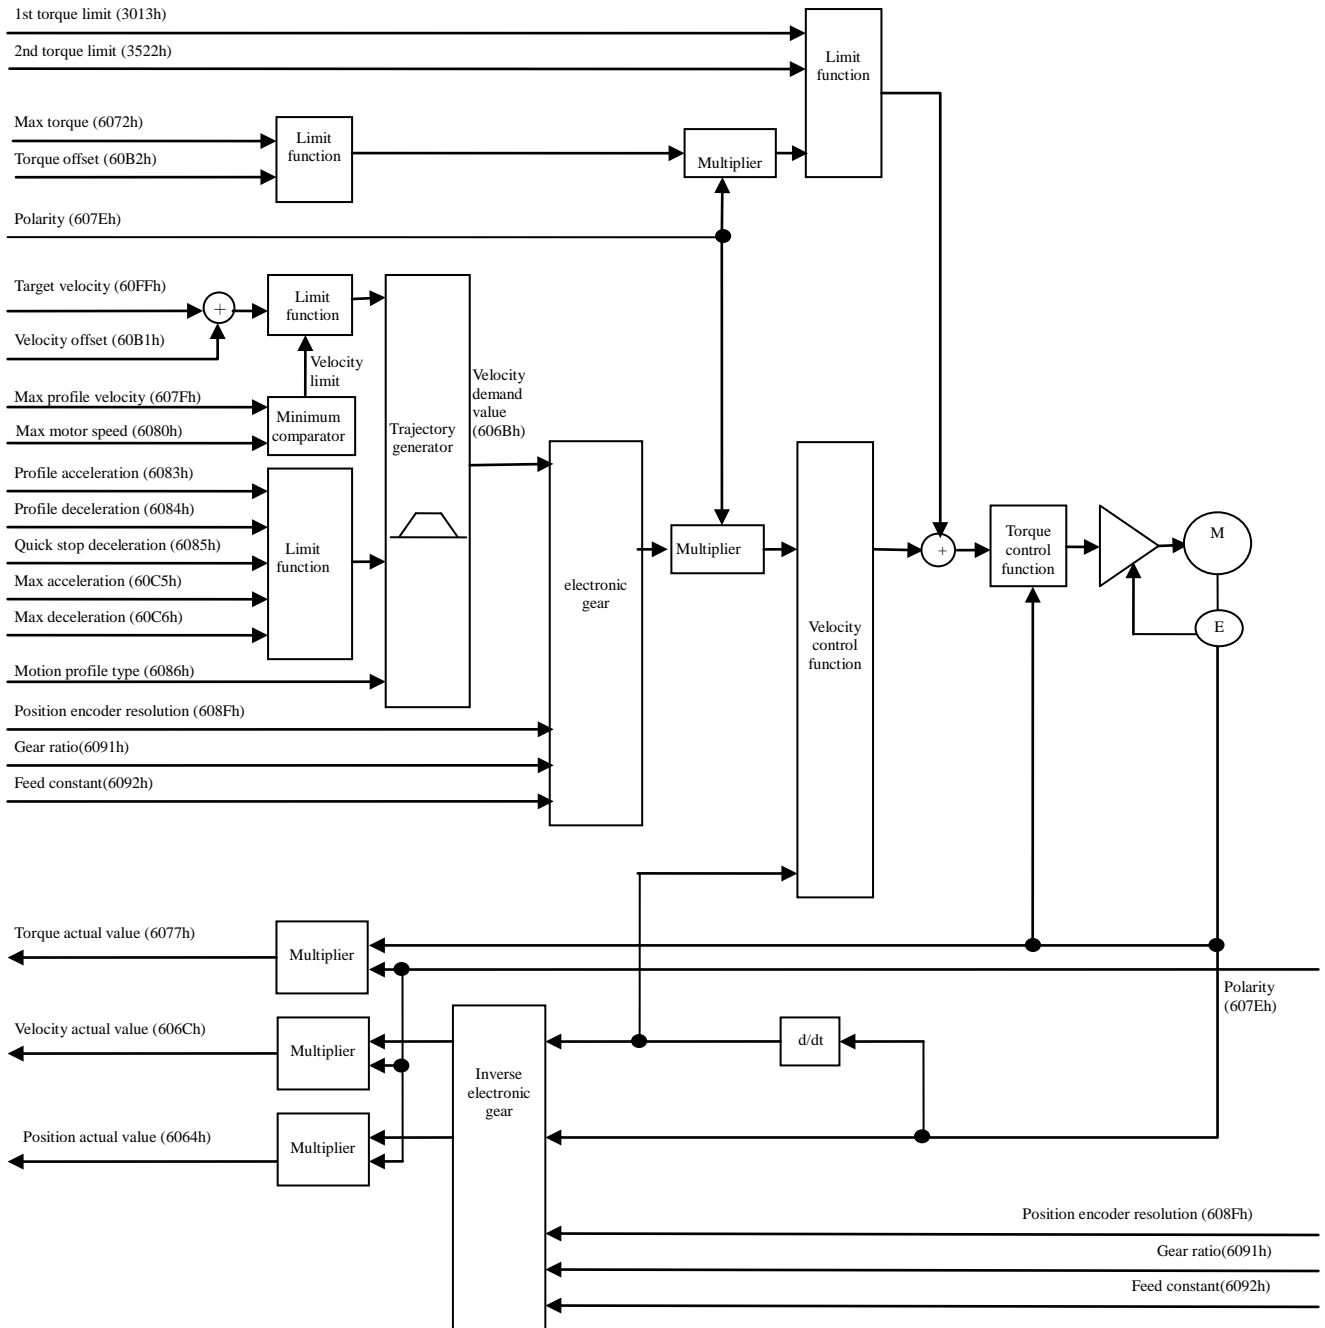 1st torque limit (3013h)
2nd torque limit (3522h)
Limit
function
Max torque (6072h)
Torque offset (60B2h)
Limit
function
Multiplier
Polarity (607Eh)
Target velocity (60FFh)
+
Limit
function
Velocity offset (60B1h)
Velocity
limit
Max profile velocity (607Fh)
Max motor speed (6080h)
Minimum
comparator
Trajectory
generator
Velocity
demand
value
(606Bh)
Profile acceleration (6083h)
Profile deceleration (6084h)
Quick stop deceleration (6085h)
Max acceleration (60C5h)
Max deceleration (60C6h)
Limit
function
Motion profile type (6086h)
Position encoder resolution (608Fh)
Gear ratio(6091h)
Feed constant(6092h)
electronic
gear
Multiplier
Velocity
control
function
+
Torque
control
function
M
E
Torque actual value (6077h)
Multiplier
Polarity
(607Eh)
Velocity actual value (606Ch)
Multiplier
Inverse
electronic
gear
d/dt
Position actual value (6064h)
Multiplier
Position encoder resolution (608Fh)
Gear ratio(6091h)
Feed constant(6092h)